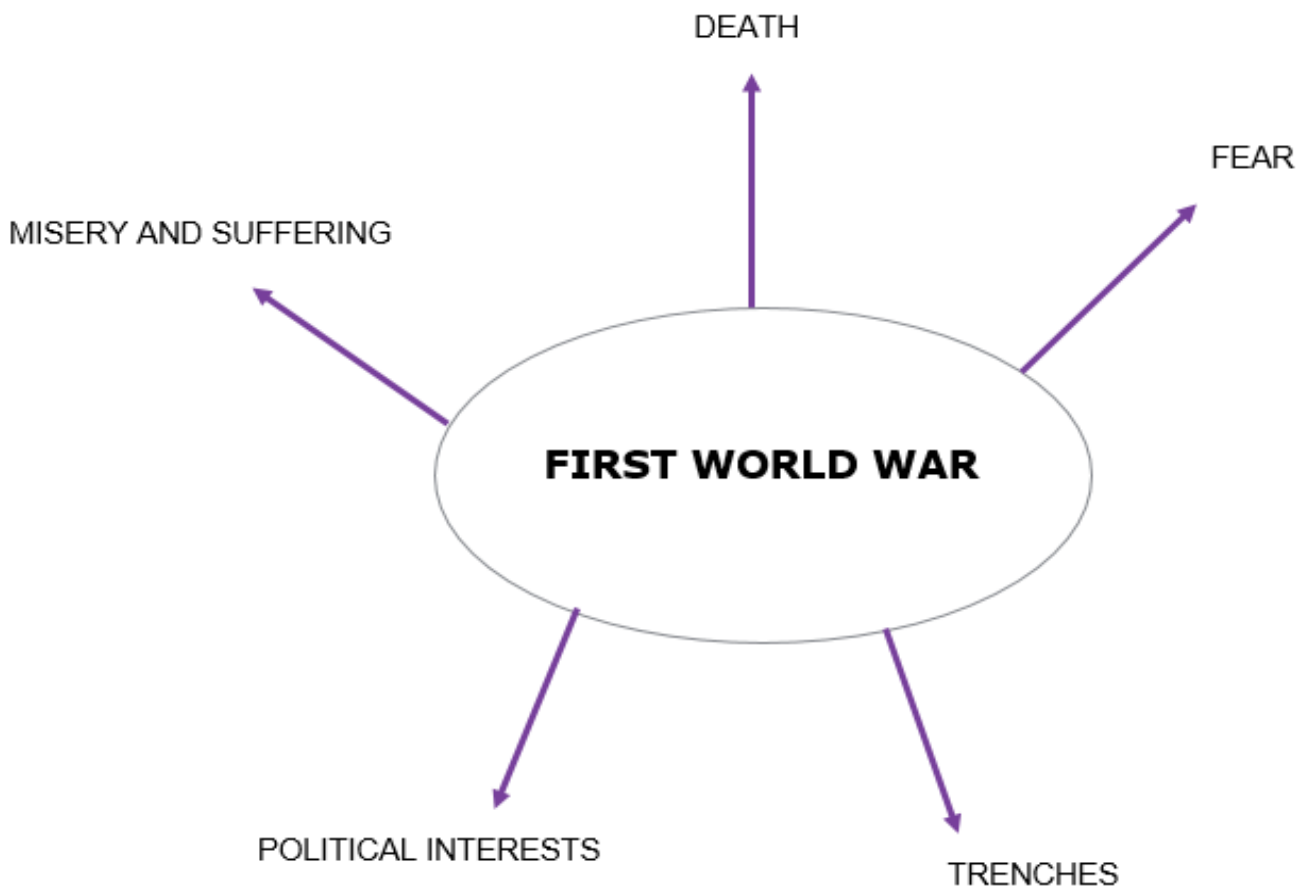 DEATH
FEAR
MISERY AND SUFFERING
FIRST WORLD WAR
POLITICAL INTERESTS
TRENCHES